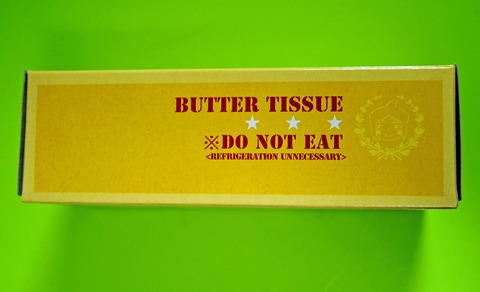 BUTTER TISSUE
※DO NOT EAT
<REFRIGERATION UNNECESSARY>